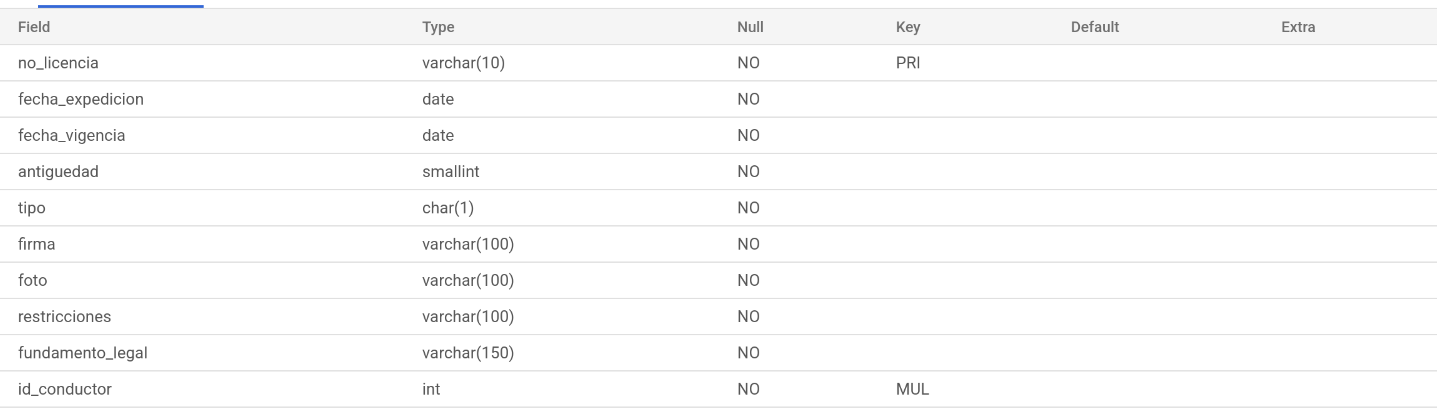 Field Type Null Key Default Extra
no_licencia varchar(10) NO PRI
fecha_expedicion date NO
fecha_vigencia date NO
antiguedad smallint NO
tipo char(1) NO
firma varchar(100) NO
foto varchar(100) NO
restricciones varchar(100) NO
fundamento_legal varchar(150) NO
id_conductor int NO MUL